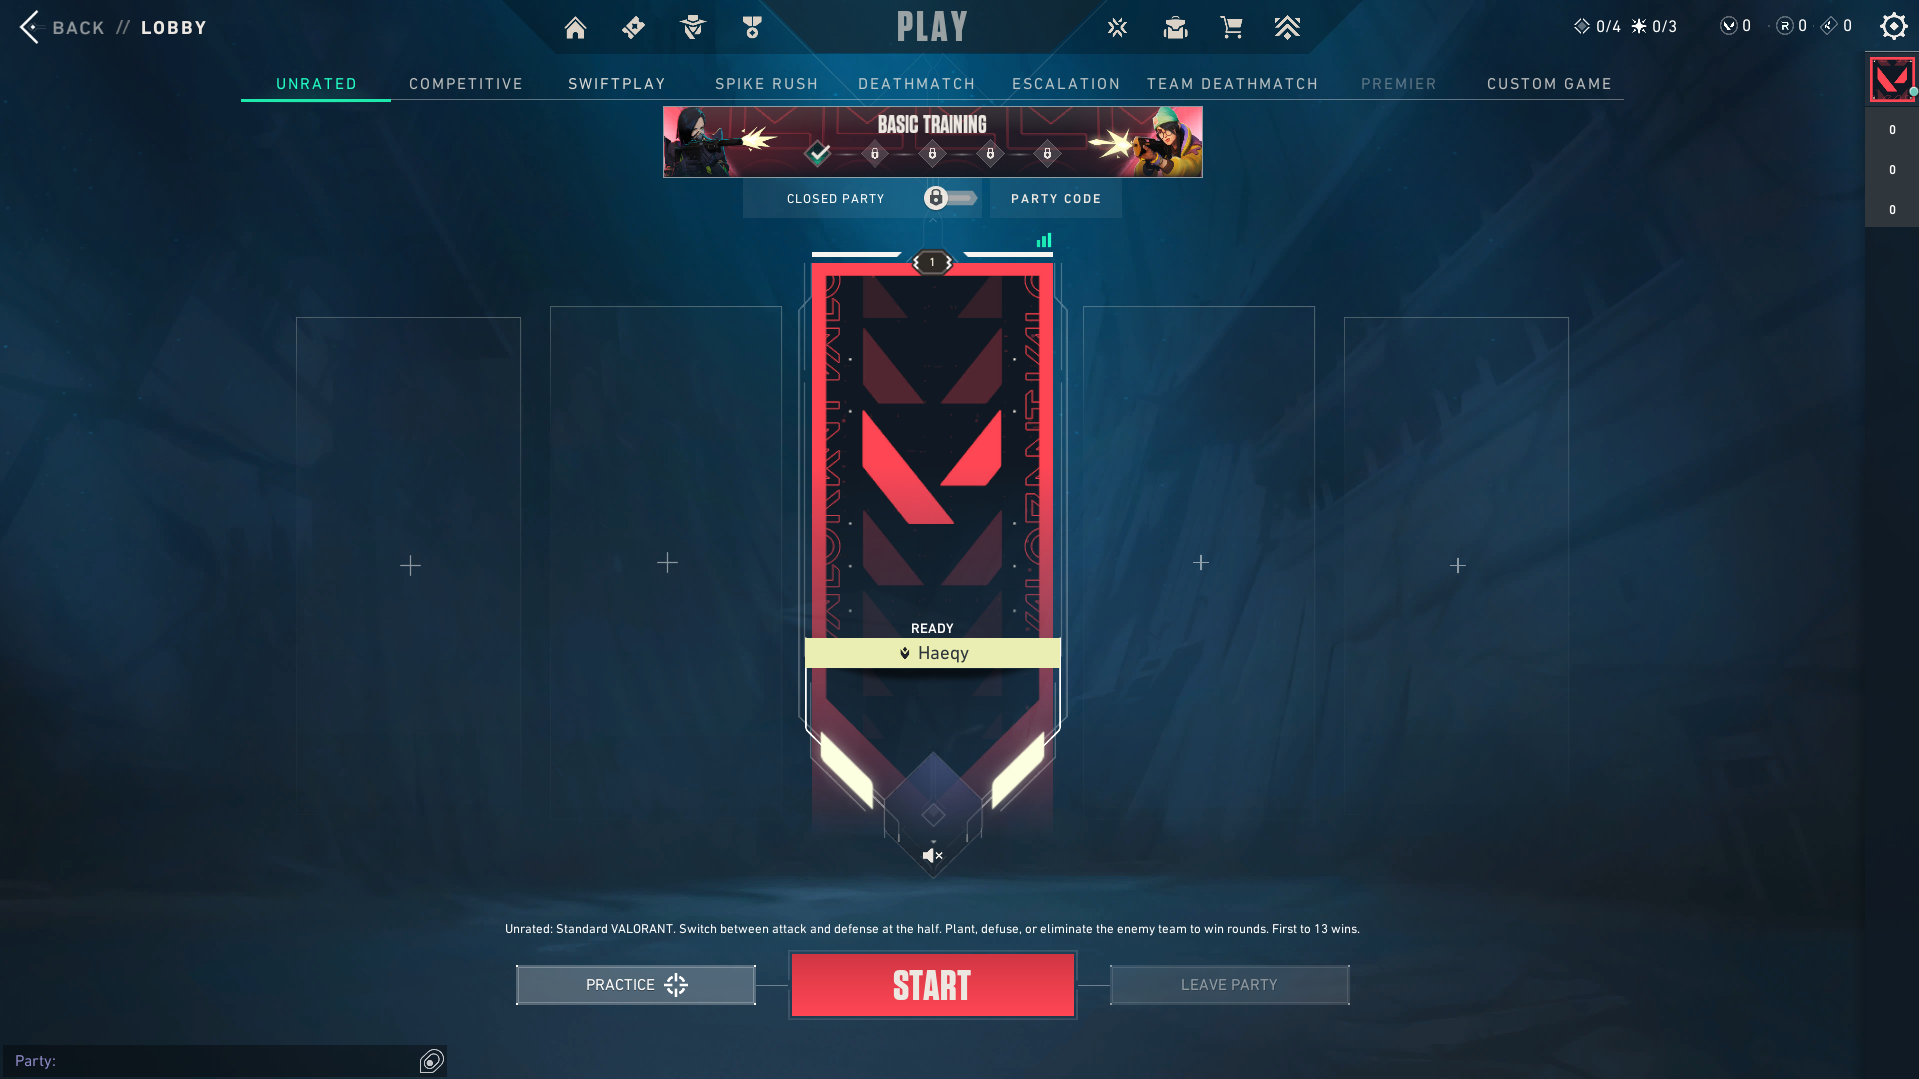 BACK // LOBBY
PLAY
0/4 0/3 0 R 0 0
UNRATED COMPETITIVE SWIFTPLAY SPIKE RUSH DEATHMATCH ESCALATION TEAM DEATHMATCH PREMIER CUSTOM GAME
BASIC TRAINING
CLOSED PARTY
PARTY CODE
0
0
0
1
READY
Haeqy
Unrated: Standard VALORANT. Switch between attack and defense at the half. Plant, defuse, or eliminate the enemy team to win rounds. First to 13 wins.
PRACTICE
START
LEAVE PARTY
Party: